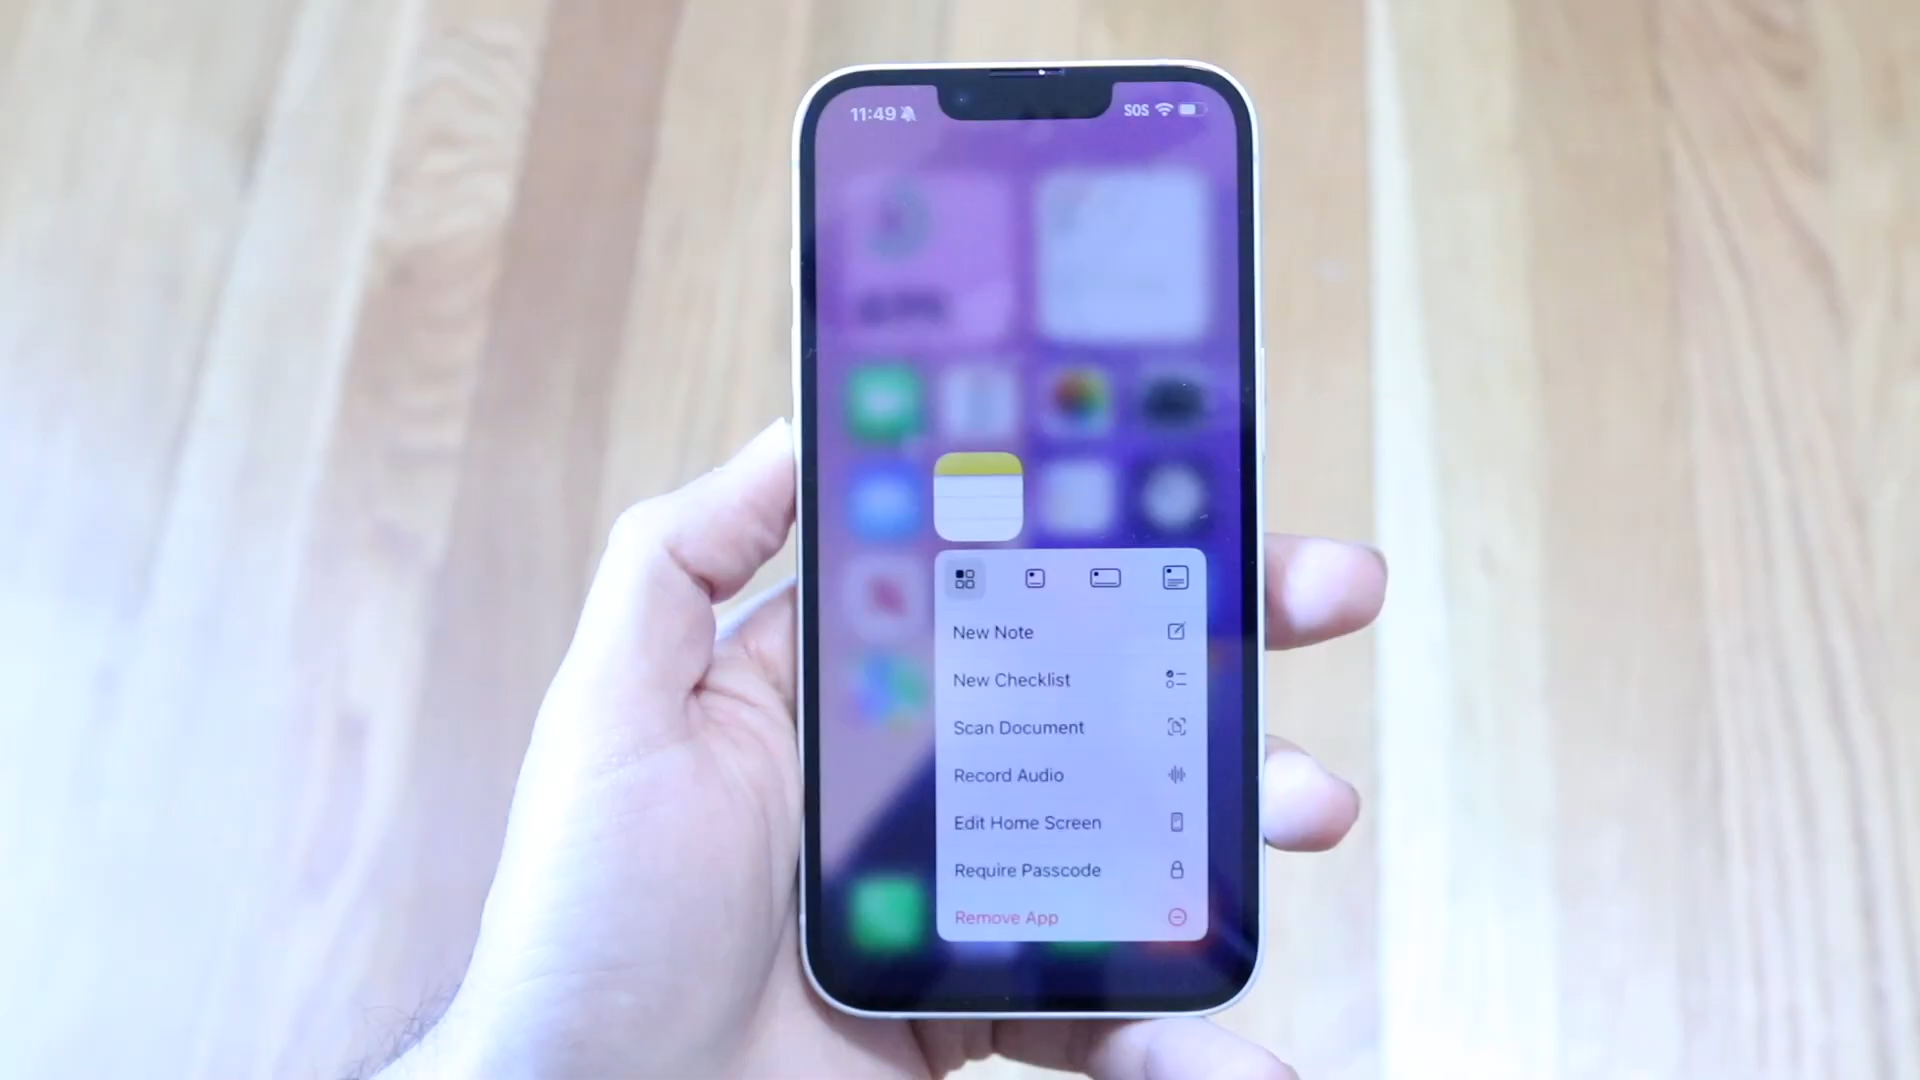 11:49
SOS
New Note
New Checklist
Scan Document
Record Audio
Edit Home Screen
Require Passcode
Remove App